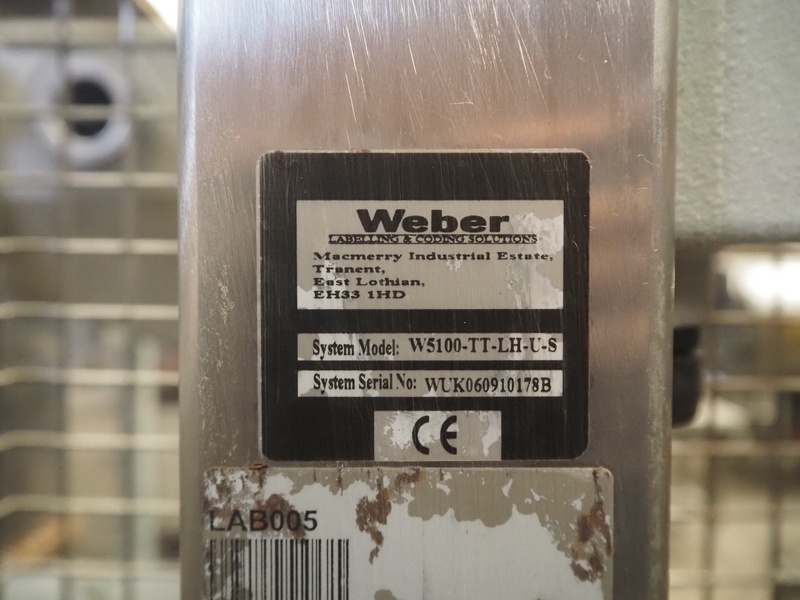 Weber
LABELLING & CODING SOLUTIONS
Macmerry Industrial Estate,
Tranent,
East Lothian,
EH33 1HD
System Model: W5100-TT-LH-U-S
System Serial No: WUK060910178B
CE
LAB005